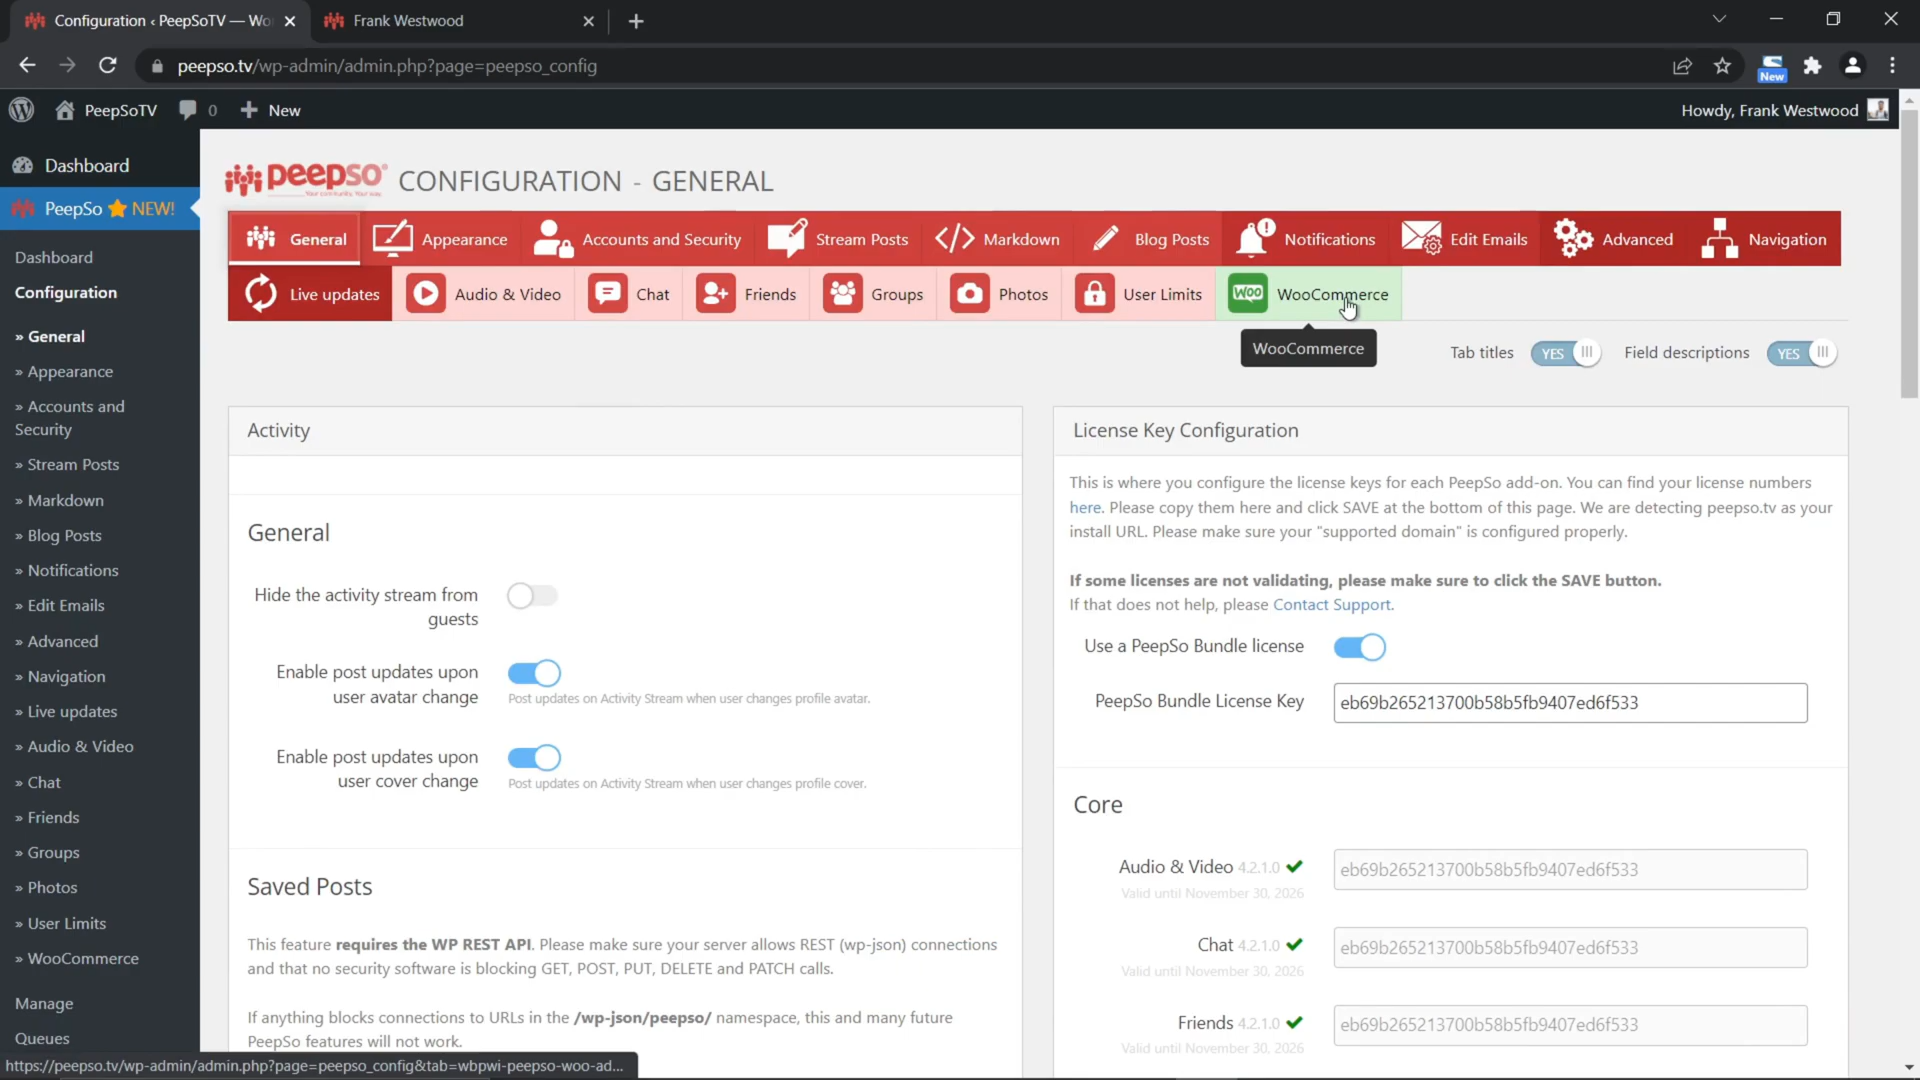 Configuration ‹ PeepSoTV — Wo
Frank Westwood
peepso.tv/wp-admin/admin.php?page=peepso_config
New
PeepSoTV
0
New
Howdy, Frank Westwood
Dashboard
PeepSo NEW!
Dashboard
Configuration
» General
» Appearance
» Accounts and
Security
» Stream Posts
» Markdown
» Blog Posts
» Notifications
» Edit Emails
» Advanced
» Navigation
» Live updates
» Audio & Video
» Chat
» Friends
» Groups
» Photos
» User Limits
» WooCommerce
Manage
Queues
peepso®
Your community. Your way.
CONFIGURATION - GENERAL
General
Appearance
Accounts and Security
Stream Posts
Markdown
Blog Posts
Notifications
Edit Emails
Advanced
Navigation
Live updates
Audio & Video
Chat
Friends
Groups
Photos
User Limits
WOO
WooCommerce
WooCommerce
Tab titles
YES
Field descriptions
YES
Activity
General
Hide the activity stream from
guests
Enable post updates upon
user avatar change
Post updates on Activity Stream when user changes profile avatar.
Enable post updates upon
user cover change
Post updates on Activity Stream when user changes profile cover.
Saved Posts
This feature requires the WP REST API. Please make sure your server allows REST (wp-json) connections
and that no security software is blocking GET, POST, PUT, DELETE and PATCH calls.
If anything blocks connections to URLs in the /wp-json/peepso/ namespace, this and many future
PeepSo features will not work.
License Key Configuration
This is where you configure the license keys for each PeepSo add-on. You can find your license numbers
here. Please copy them here and click SAVE at the bottom of this page. We are detecting peepso.tv as your
install URL. Please make sure your "supported domain" is configured properly.
If some licenses are not validating, please make sure to click the SAVE button.
If that does not help, please Contact Support.
Use a PeepSo Bundle license
PeepSo Bundle License Key
eb69b265213700b58b5fb9407ed6f533
Core
Audio & Video 4.2.1.0
Valid until November 30, 2026
eb69b265213700b58b5fb9407ed6f533
Chat 4.2.1.0
Valid until November 30, 2026
eb69b265213700b58b5fb9407ed6f533
Friends 4.2.1.0
Valid until November 30, 2026
eb69b265213700b58b5fb9407ed6f533
https://peepso.tv/wp-admin/admin.php?page=peepso_config&tab=wbpwi-peepso-woo-ad...